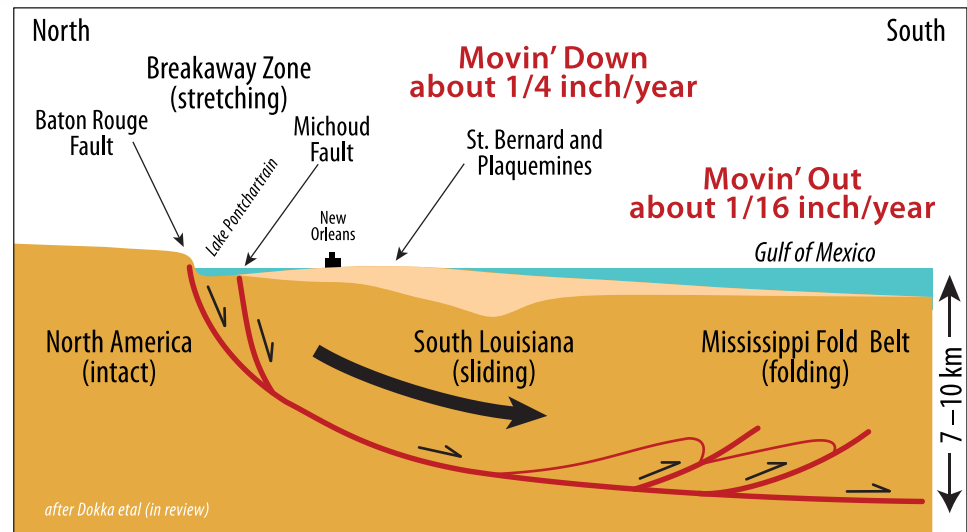 North
South
Movin' Down
about 1/4 inch/year
Breakaway Zone
(stretching)
Baton Rouge
Fault
Michoud
Fault
St. Bernard and
Plaquemines
Lake Pontchartrain
Movin' Out
about 1/16 inch/year
New
Orleans
Gulf of Mexico
North America
(intact)
South Louisiana
(sliding)
Mississippi Fold Belt
(folding)
7 – 10 km
after Dokka etal (in review)